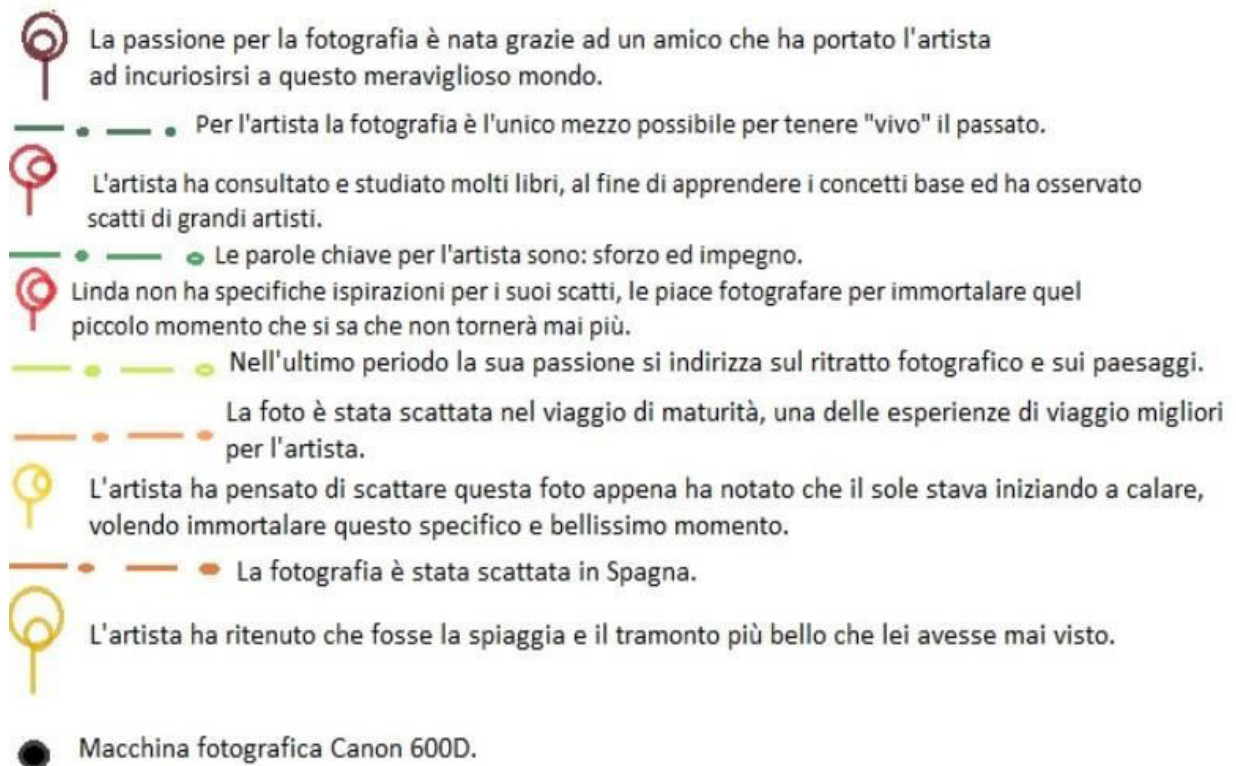 La passione per la fotografia è nata grazie ad un amico che ha portato l'artista
ad incuriosirsi a questo meraviglioso mondo.
Per l'artista la fotografia è l'unico mezzo possibile per tenere "vivo" il passato.
L'artista ha consultato e studiato molti libri, al fine di apprendere i concetti base ed ha osservato
scatti di grandi artisti.
Le parole chiave per l'artista sono: sforzo ed impegno.
Linda non ha specifiche ispirazioni per i suoi scatti, le piace fotografare per immortalare quel
piccolo momento che si sa che non tornerà mai più.
Nell'ultimo periodo la sua passione si indirizza sul ritratto fotografico e sui paesaggi.
La foto è stata scattata nel viaggio di maturità, una delle esperienze di viaggio migliori
per l'artista.
L'artista ha pensato di scattare questa foto appena ha notato che il sole stava iniziando a calare,
volendo immortalare questo specifico e bellissimo momento.
La fotografia è stata scattata in Spagna.
L'artista ha ritenuto che fosse la spiaggia e il tramonto più bello che lei avesse mai visto.
Macchina fotografica Canon 600D.